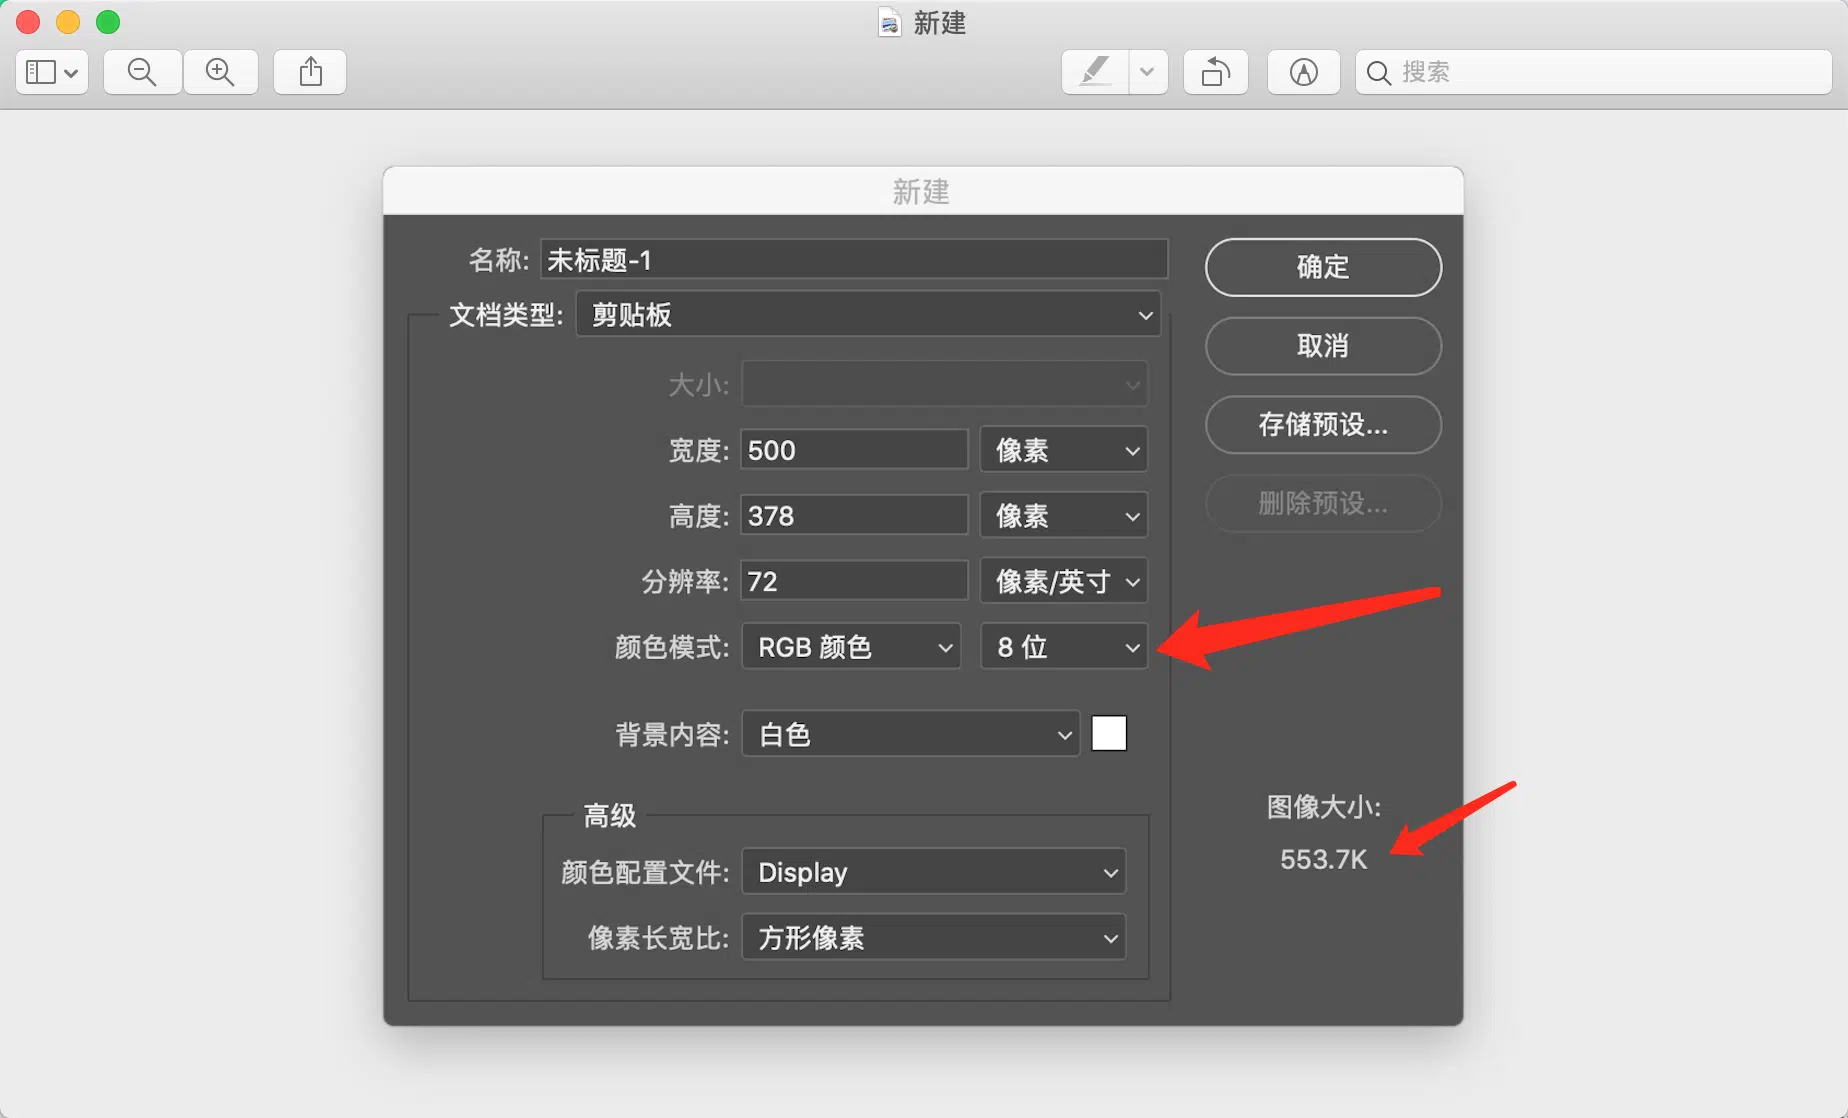 新建
搜索
新建
名称: 未标题-1
确定
文档类型: 剪贴板
取消
大小:
存储预设...
宽度: 500 像素
删除预设...
高度: 378 像素
分辨率: 72 像素/英寸
颜色模式: RGB 颜色 8 位
背景内容: 白色
图像大小:
553.7K
高级
颜色配置文件: Display
像素长宽比: 方形像素